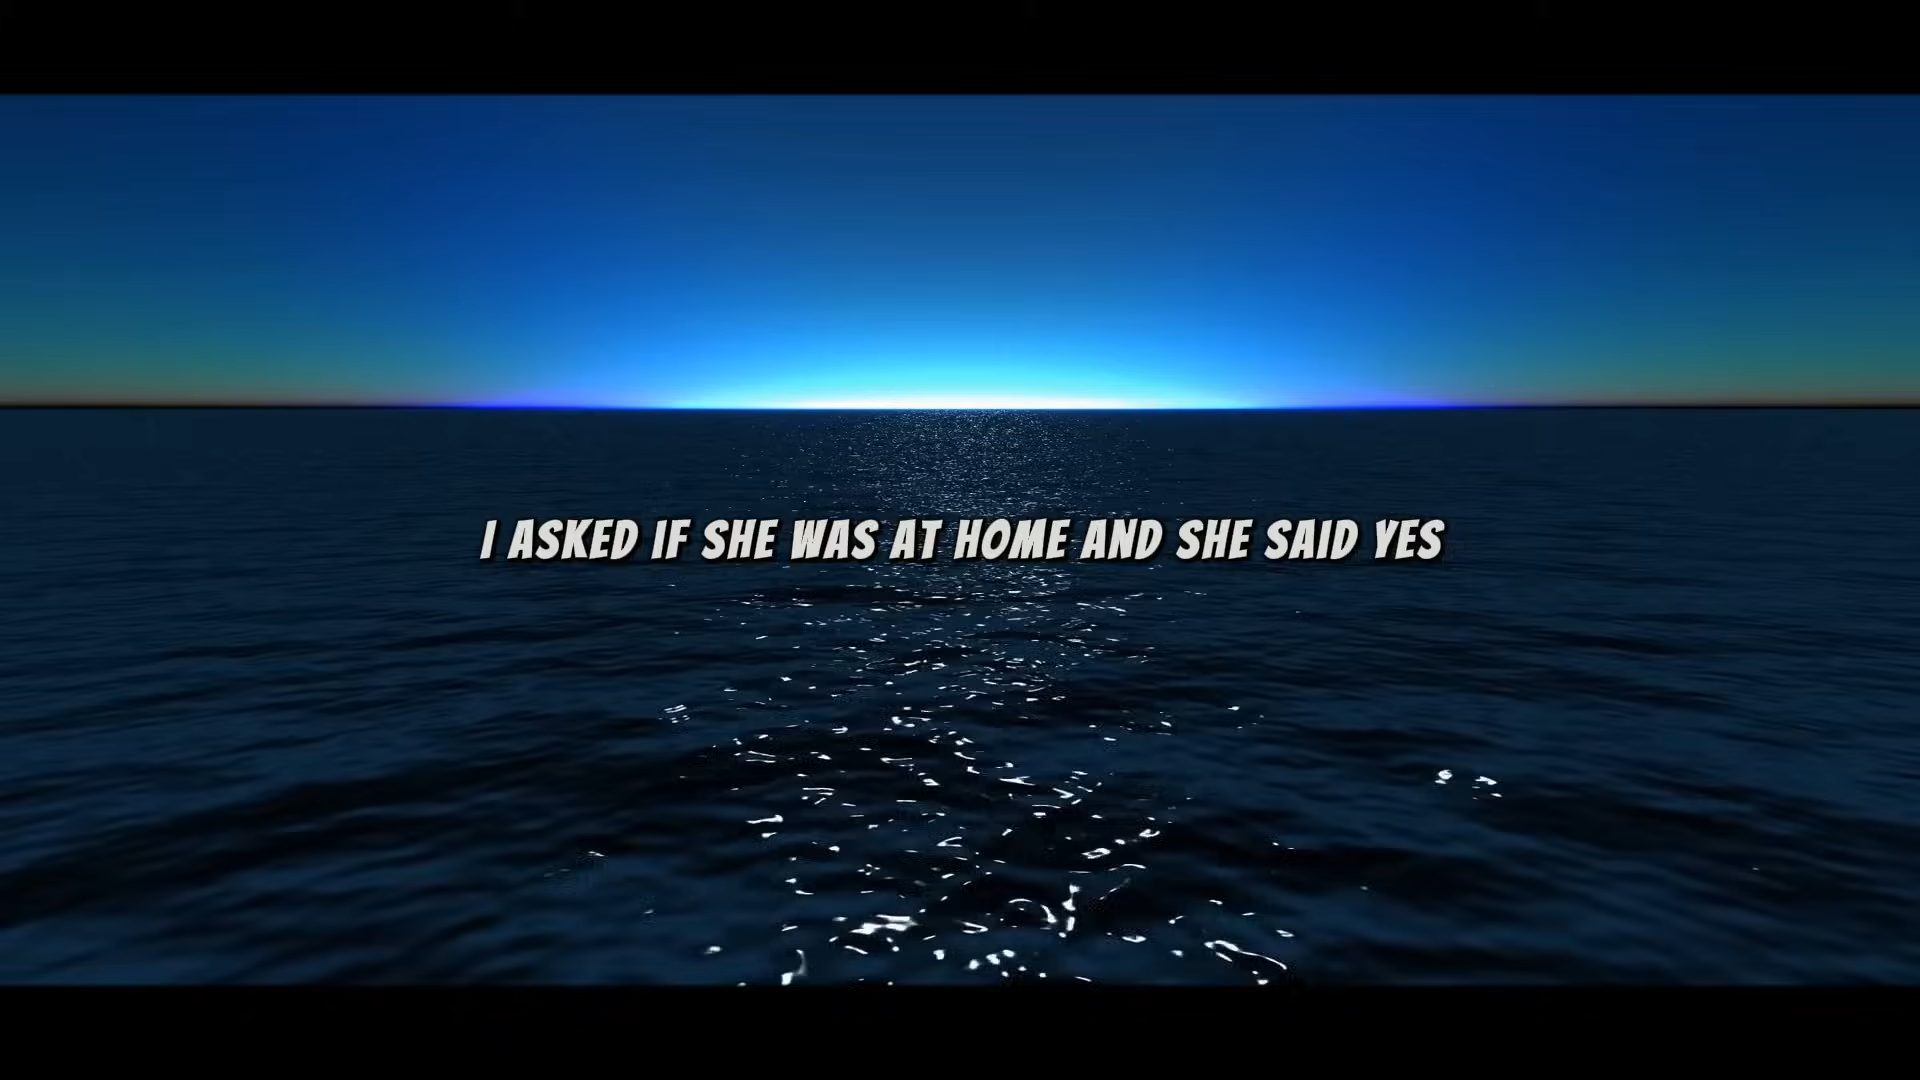 I ASKED IF SHE WAS AT HOME AND SHE SAID YES